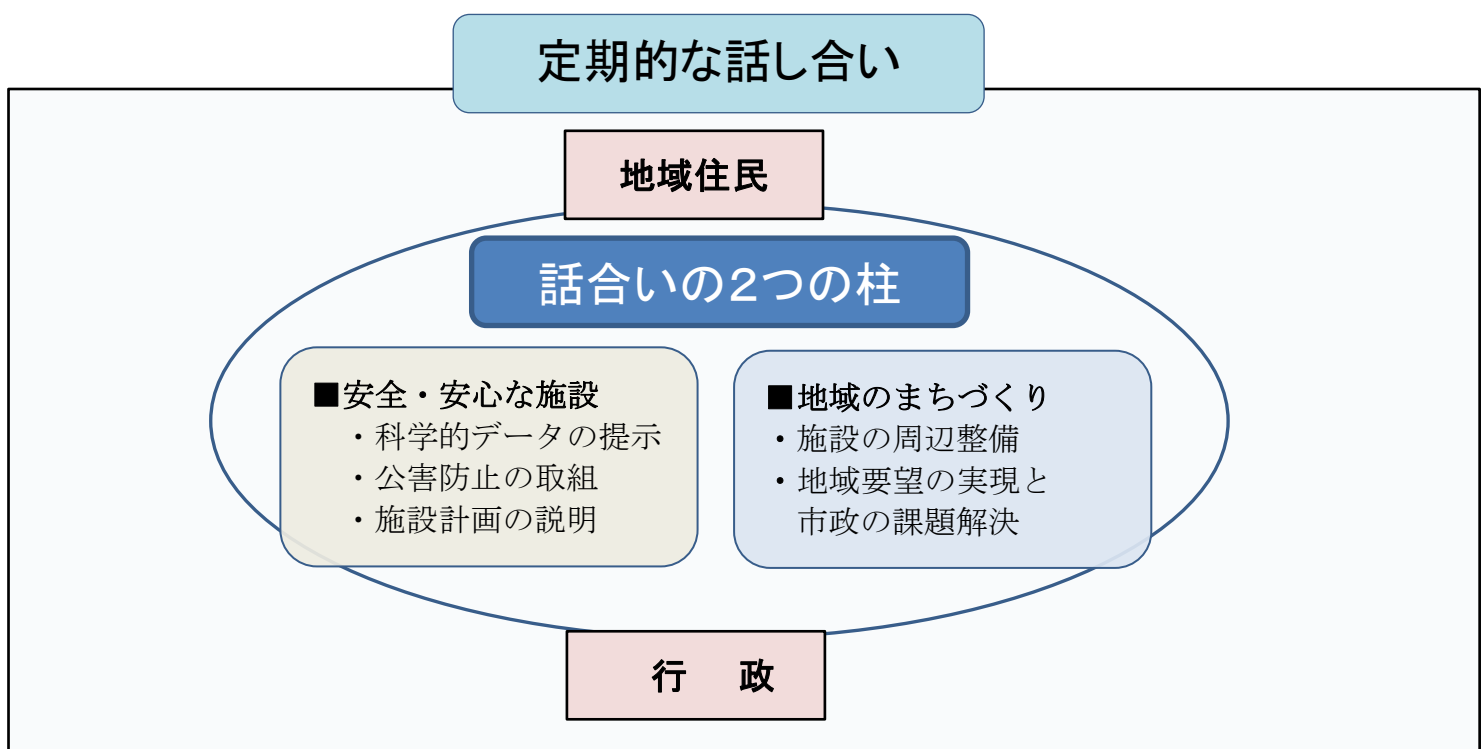 定期的な話し合い
地域住民
話合いの２つの柱
■安全・安心な施設
・科学的データの提示
・公害防止の取組
・施設計画の説明
■地域のまちづくり
・施設の周辺整備
・地域要望の実現と
市政の課題解決
行　政